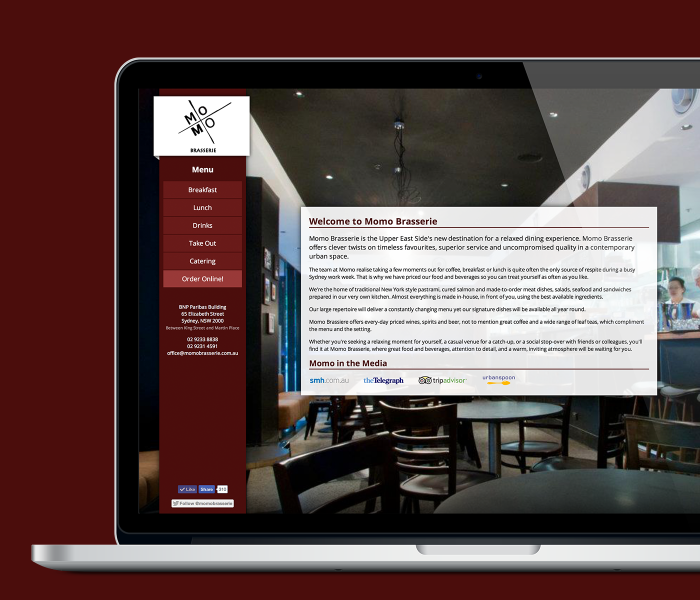 MO
MO
BRASSERIE
Menu
Breakfast
Lunch
Drinks
Take Out
Catering
Order Online!
BNP Paribas Building
65 Elizabeth Street
Sydney, NSW 2000
Between King Street and Martin Place
02 9233 8838
02 9231 4591
office@momobrasserie.com.au
Like Share
Follow @momobrasserie
Welcome to Momo Brasserie
Momo Brasserie is the Upper East Side's new destination for a relaxed dining experience. Momo Brasserie
offers clever twists on timeless favourites, superior service and uncompromised quality in a contemporary
urban space.
The team at Momo realise taking a few moments out for coffee, breakfast or lunch is quite often the only source of respite during a busy
Sydney work week. That is why we have priced our food and beverages so you can treat yourself as often as you like.
We're the home of traditional New York style pastrami, cured salmon and made-to-order meat dishes, salads, seafood and sandwiches
prepared in our very own kitchen. Almost everything is made in-house, in front of you, using the best available ingredients.
Our large repertoire will deliver a constantly changing menu yet our signature dishes will be available all year round.
Momo Brassiere offers every-day priced wines, spirits and beer, not to mention great coffee and a wide range of leaf teas, which compliment
the menu and the setting.
Whether you're seeking a relaxing moment for yourself, a casual venue for a catch-up, or a social stop-over with friends or colleagues, you'll
find it at Momo Brasserie, where great food and beverages, attention to detail, and a warm, inviting atmosphere will be waiting for you.
Momo in the Media
smh.com.au theTelegraph tripadvisor urbanspoon